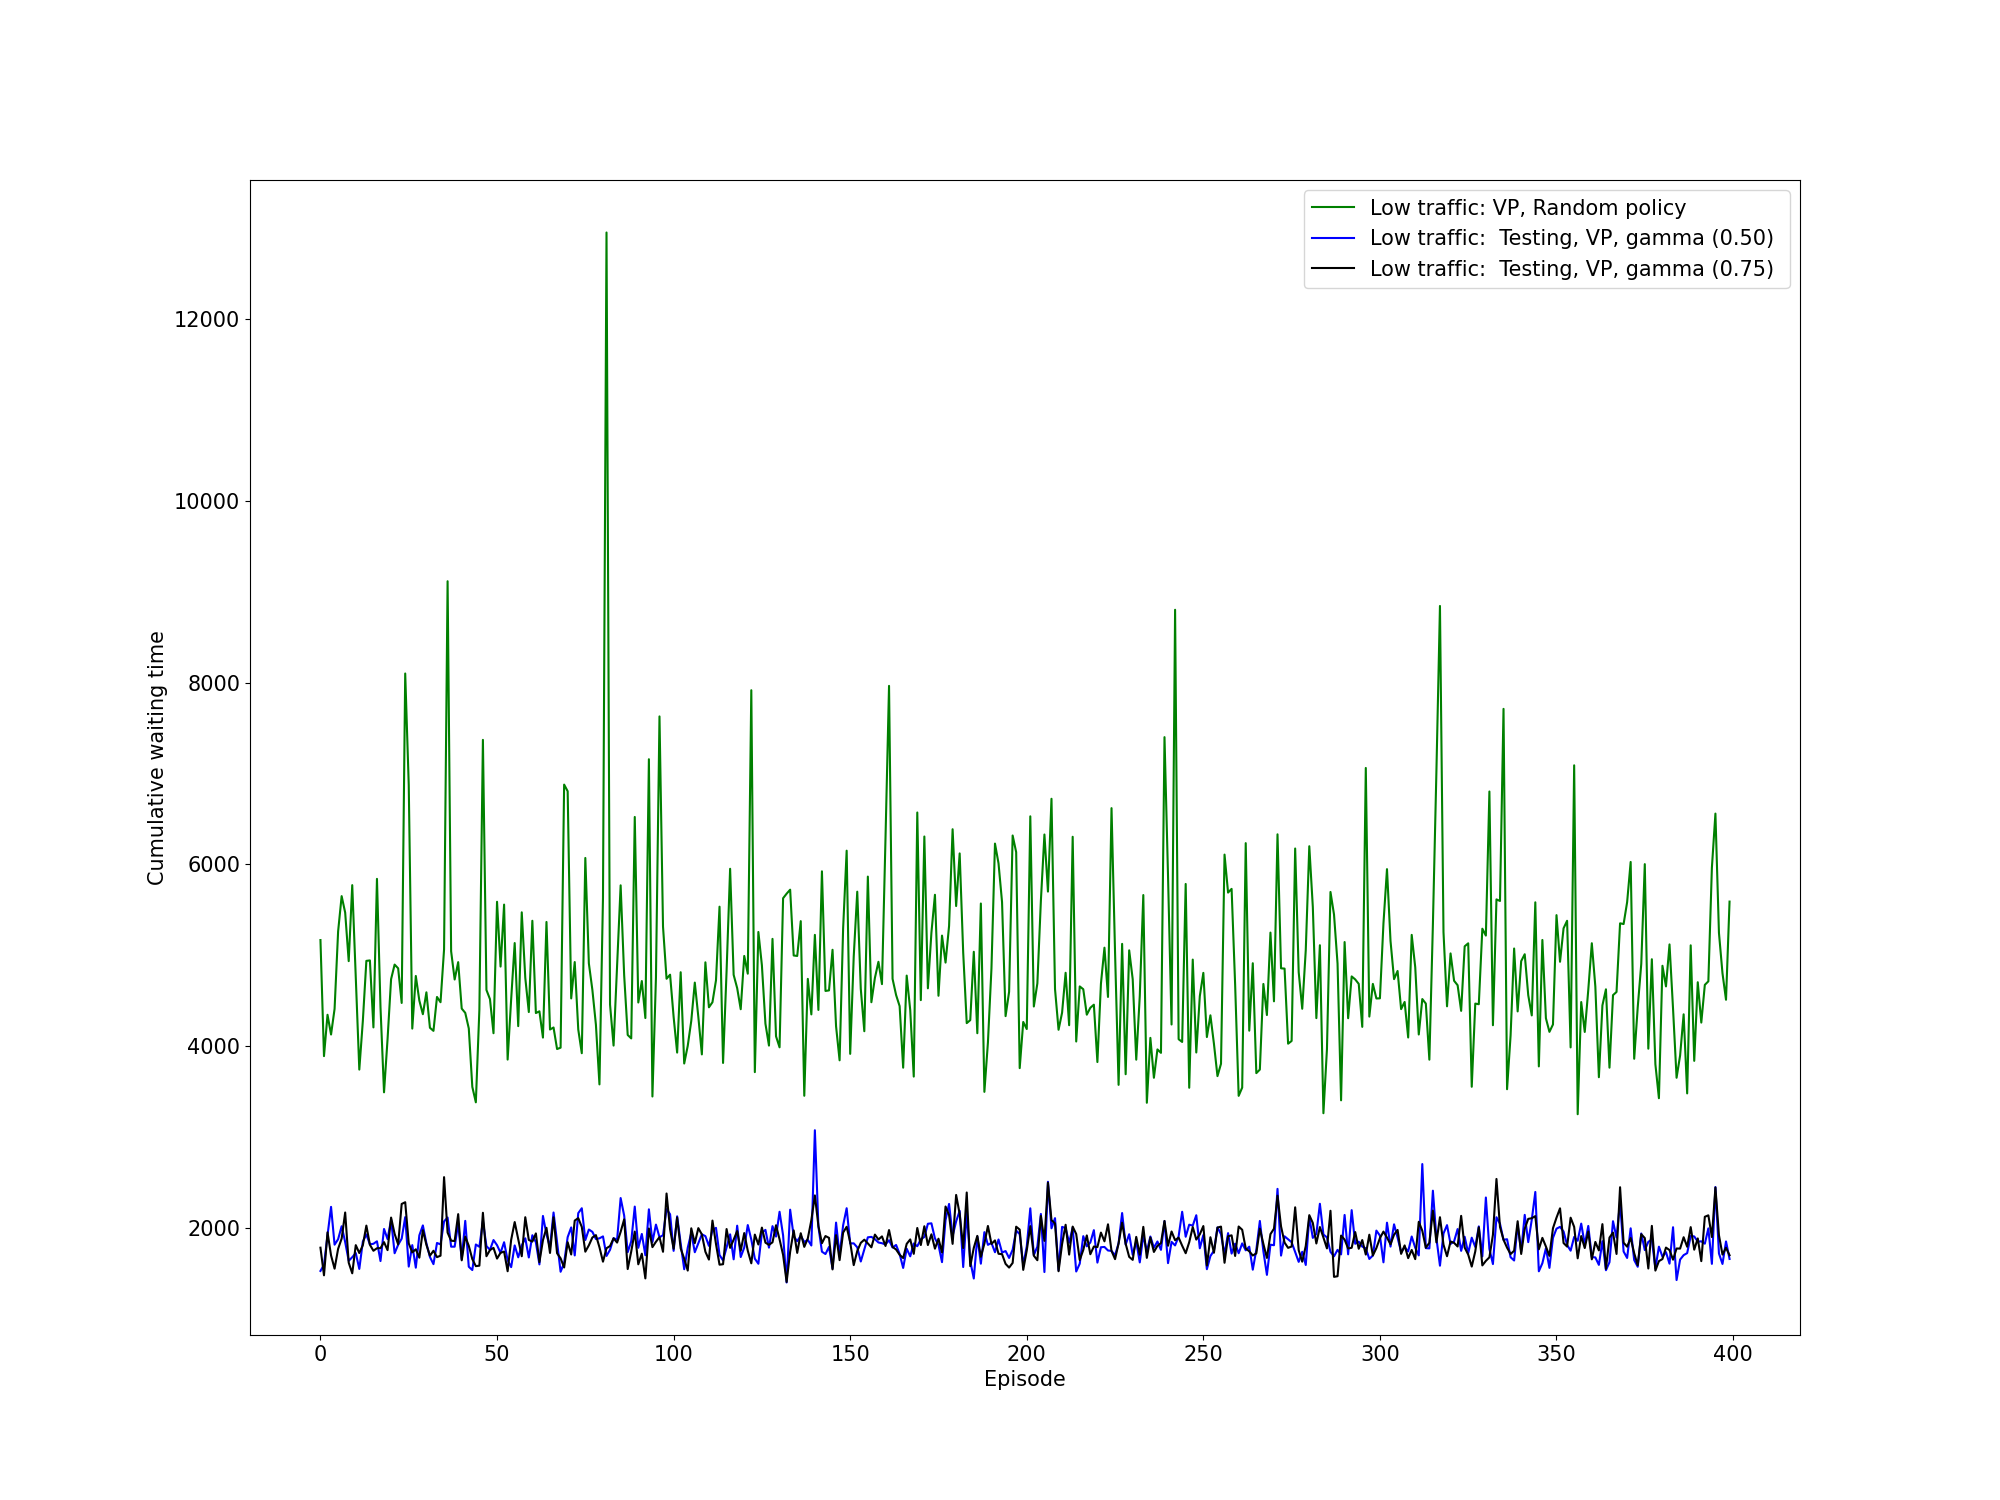 Low traffic: VP, Random policy
Low traffic:  Testing, VP, gamma (0.50)
Low traffic:  Testing, VP, gamma (0.75)
12000
10000
8000
6000
4000
2000
Cumulative waiting time
0 50 100 150 200 250 300 350 400
Episode